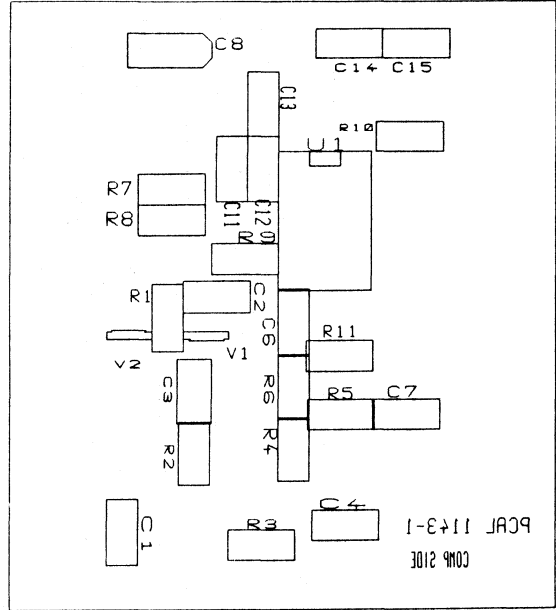 C8
C14 C15
C13
R10
U1
R7
R8
C11
C12
R9
R1
C2
V2
V1
C6
R11
C3
R6
R5 C7
R2
R4
C1
R3
C4
PCAL 1143-1
COMP SIDE